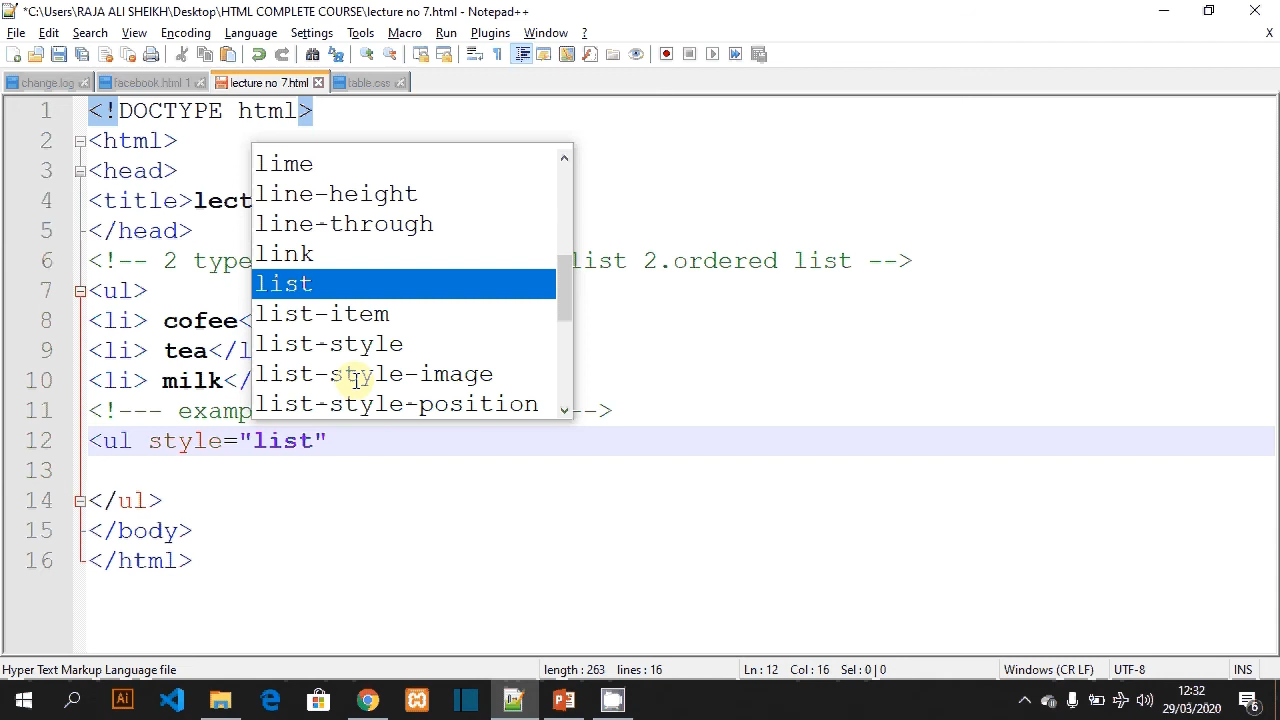 *C:\Users\RAJA ALI SHEIKH\Desktop\HTML COMPLETE COURSE\lecture no 7.html - Notepad++
File Edit Search View Encoding Language Settings Tools Macro Run Plugins Window ? X
change.log facebook.html 1 lecture no 7.html table.css
1 <!DOCTYPE html>
2 <html>
3 <head>
4 <title>lect
5 </head>
6 <!-- 2 type list 2.ordered list -->
7 <ul>
8 <li> cofee<
9 <li> tea</l
10 <li> milk</
11 <!--- examp -->
12 <ul style="list"
13
14 </ul>
15 </body>
16 </html>
lime
line-height
line-through
link
list
list-item
list-style
list-style-image
list-style-position
Hyper Text Markup Language file length : 263 lines : 16 Ln : 12 Col : 16 Sel : 0 | 0 Windows (CR LF) UTF-8 INS
Ai
12:32
29/03/2020
6